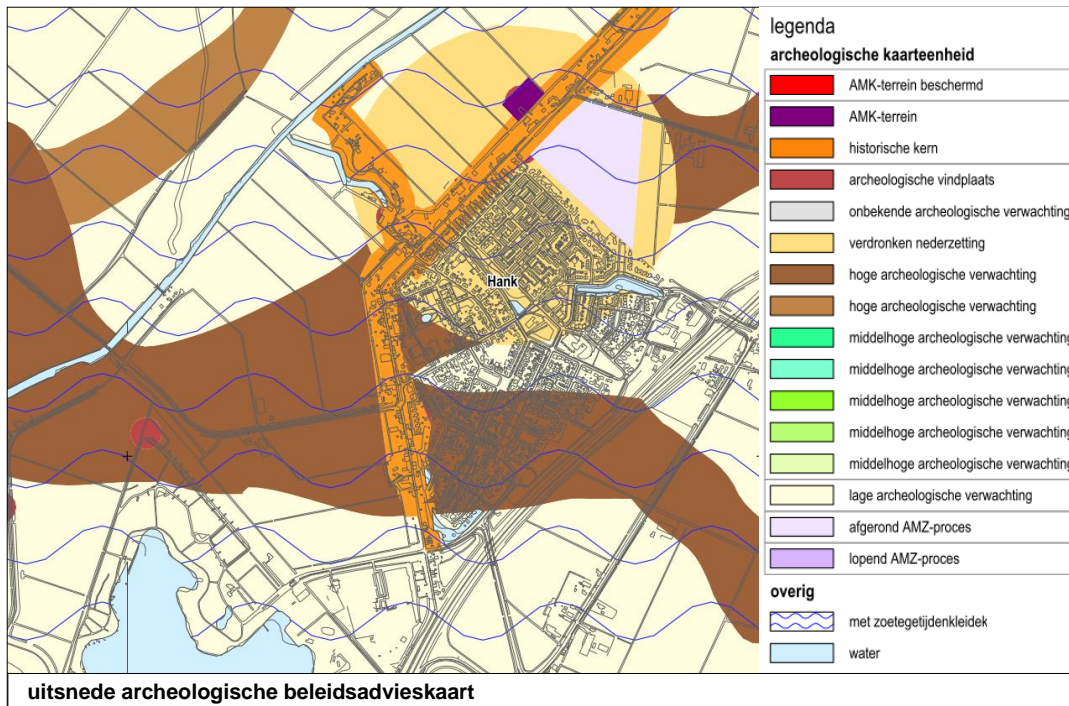 legenda
archeologische kaarteenheid
AMK-terrein beschermd
AMK-terrein
historische kern
archeologische vindplaats
onbekende archeologische verwachting
verdronken nederzetting
hoge archeologische verwachting
hoge archeologische verwachting
middelhoge archeologische verwachting
middelhoge archeologische verwachting
middelhoge archeologische verwachting
middelhoge archeologische verwachting
middelhoge archeologische verwachting
lage archeologische verwachting
afgerond AMZ-proces
lopend AMZ-proces
overig
met zoetegetijdenkleidek
water
Hank
uitsnede archeologische beleidsadvieskaart